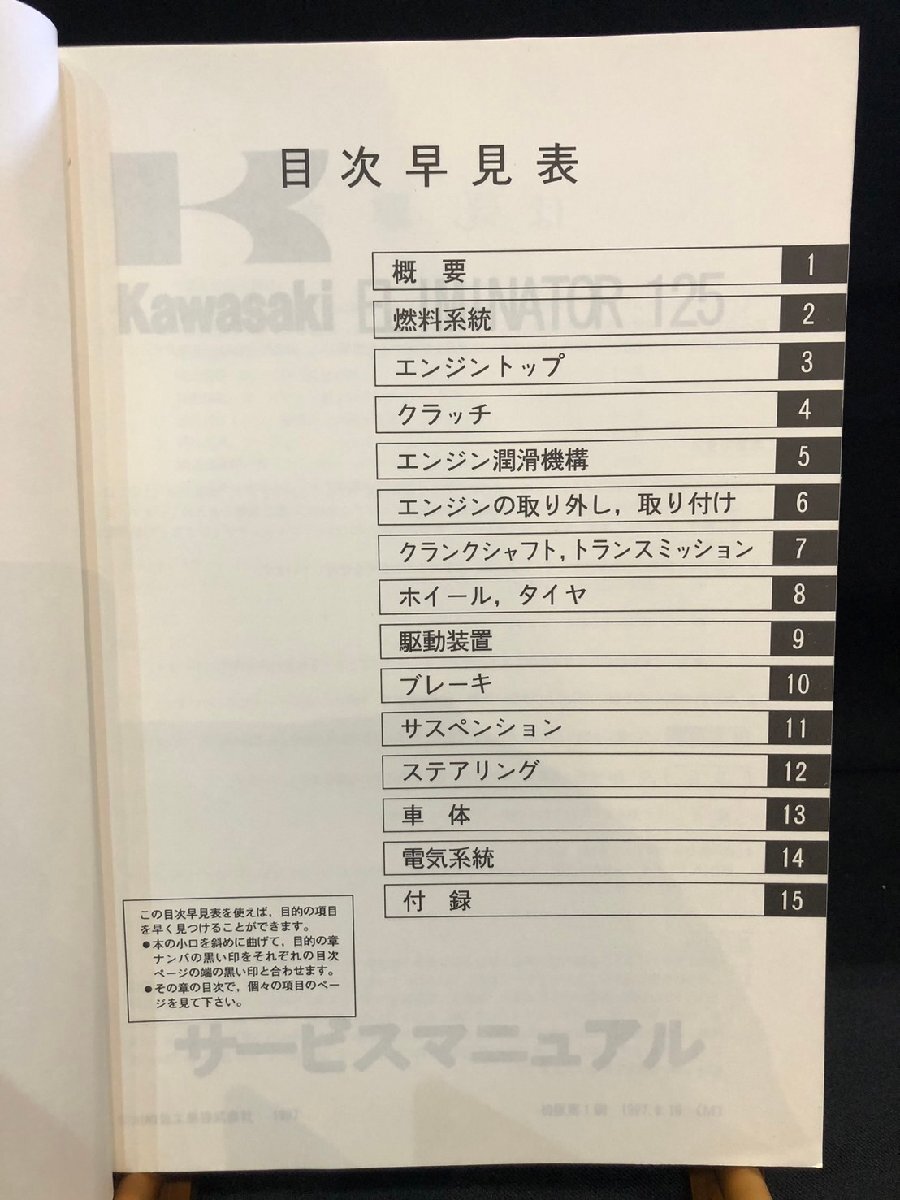 目次早見表
Kawasaki ELIMINATOR 125
概 要 1
燃料系統 2
エンジントップ 3
クラッチ 4
エンジン潤滑機構 5
エンジンの取り外し，取り付け 6
クランクシャフト，トランスミッション 7
ホイール，タイヤ 8
駆動装置 9
ブレーキ 10
サスペンション 11
ステアリング 12
車 体 13
電気系統 14
付 録 15
この目次早見表を使えば、目的の項目
を早く見つけることができます。
●本の小口を斜めに曲げて、目的の章
ナンバの黒い印をそれぞれの目次
ページの端の黒い印と合わせます。
●その章の目次で，個々の項目のペー
ジを見て下さい。
サービスマニュアル